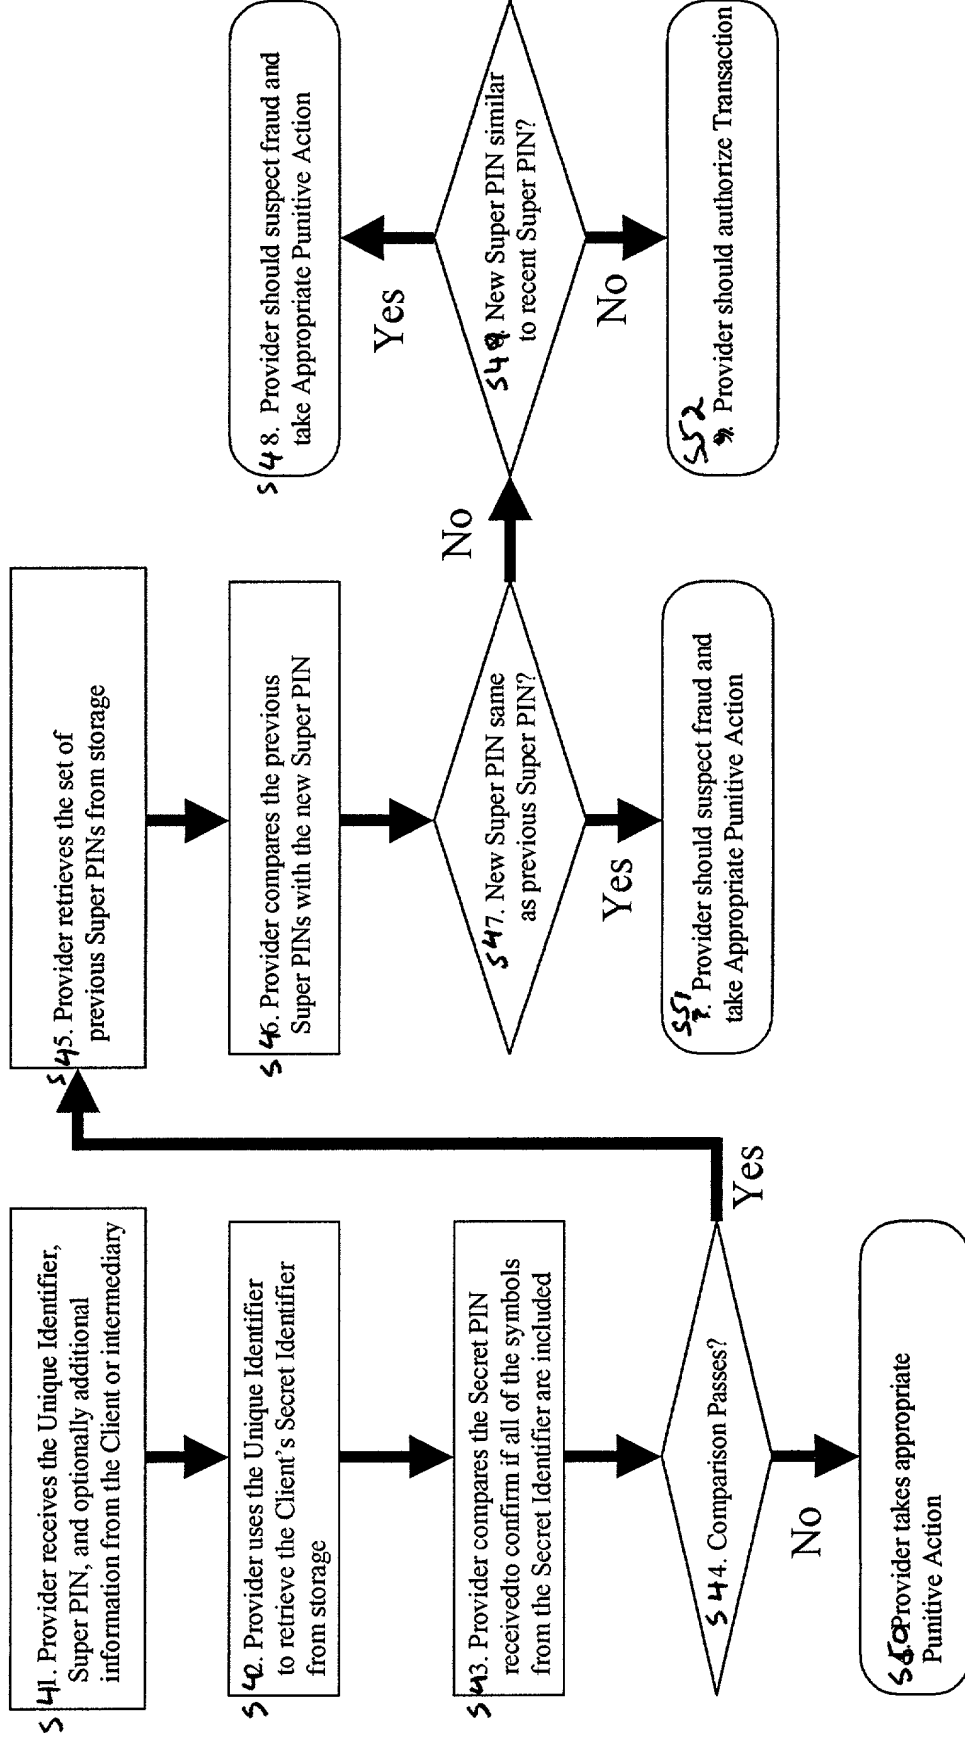 S41. Provider receives the Unique Identifier,
Super PIN, and optionally additional
information from the Client or intermediary
S42. Provider uses the Unique Identifier
to retrieve the Client's Secret Identifier
from storage
S43. Provider compares the Secret PIN
receivedto confirm if all of the symbols
from the Secret Identifier are included
S44. Comparison Passes?
Yes
No
S50. Provider takes appropriate
Punitive Action
S45. Provider retrieves the set of
previous Super PINs from storage
S46. Provider compares the previous
Super PINs with the new Super PIN
S47. New Super PIN same
as previous Super PIN?
No
Yes
S51
7. Provider should suspect fraud and
take Appropriate Punitive Action
S48. Provider should suspect fraud and
take Appropriate Punitive Action
Yes
S49. New Super PIN similar
to recent Super PIN?
No
S52
9. Provider should authorize Transaction